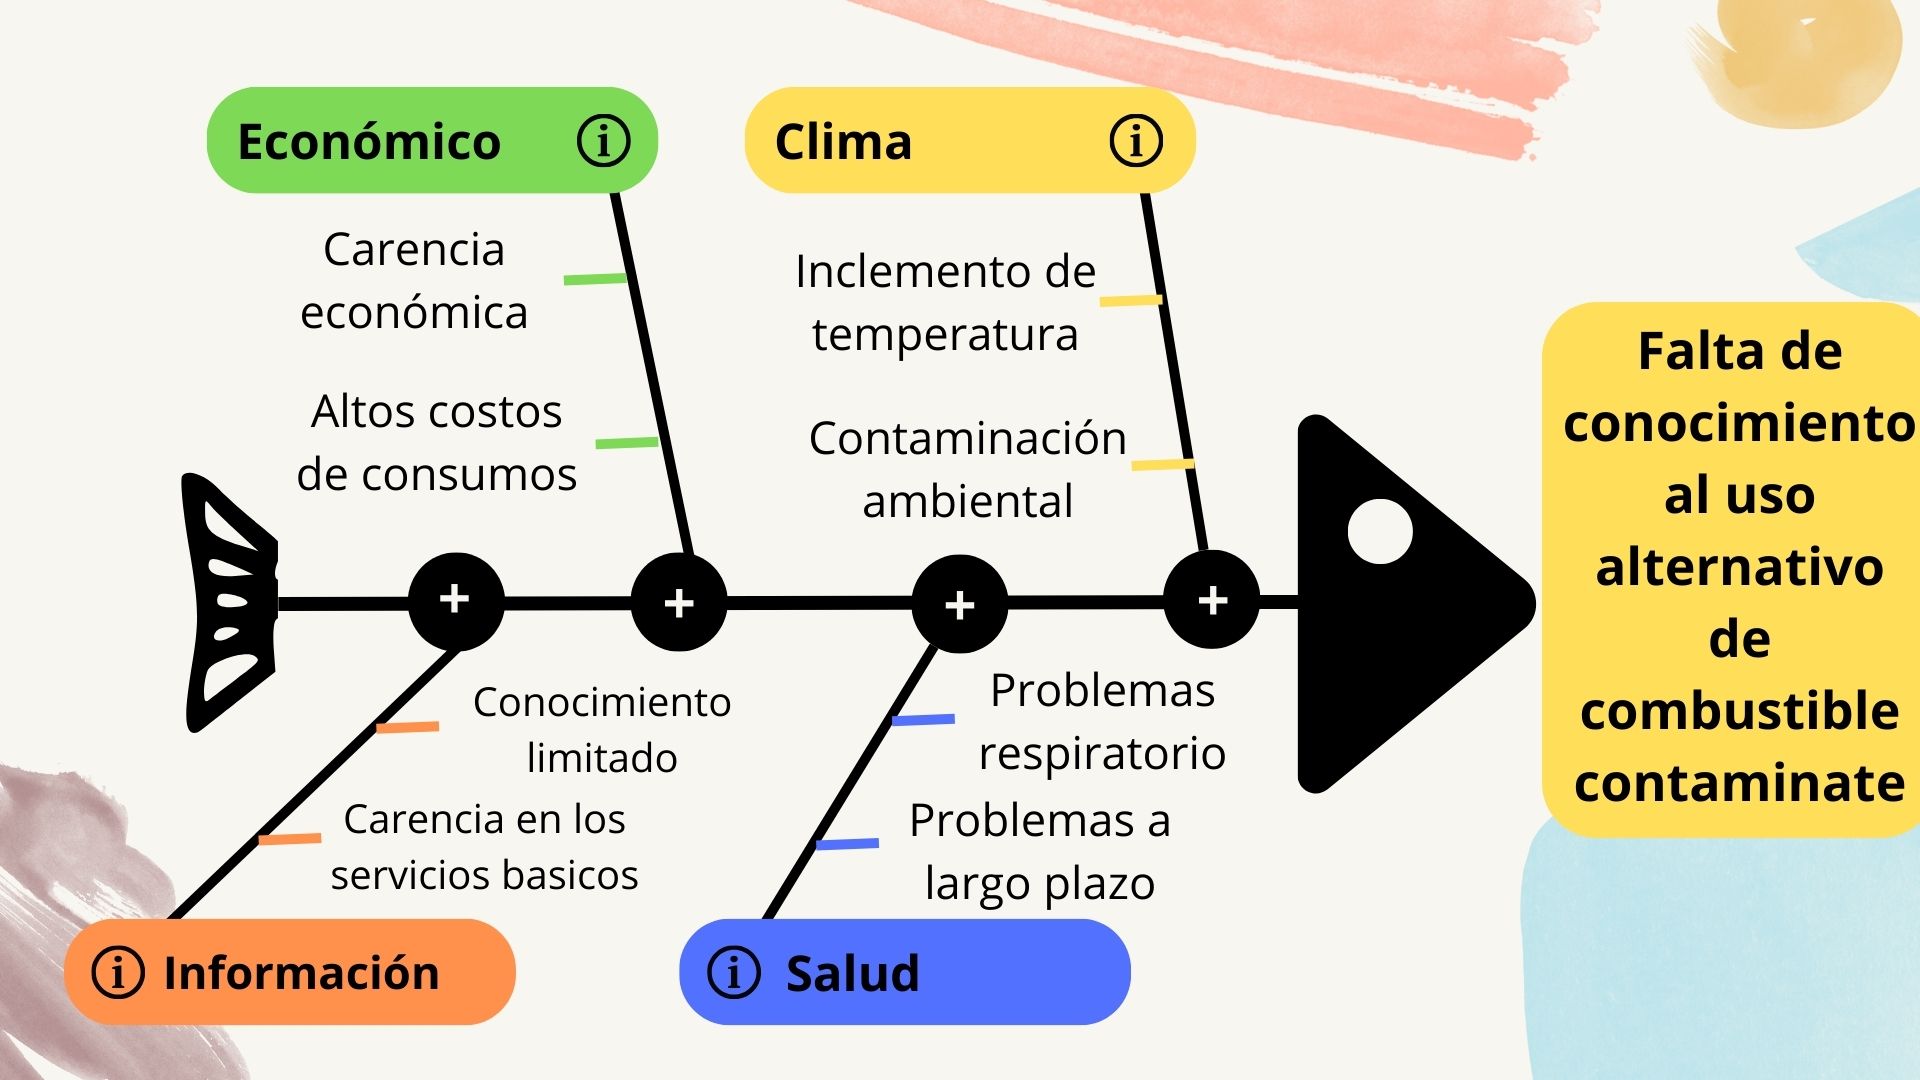 Económico
Carencia
económica
Altos costos
de consumos
Clima
Inclemento de
temperatura
Contaminación
ambiental
Conocimiento
limitado
Carencia en los
servicios basicos
Información
Problemas
respiratorio
Problemas a
largo plazo
Salud
Falta de
conocimiento
al uso
alternativo
de
combustible
contaminate